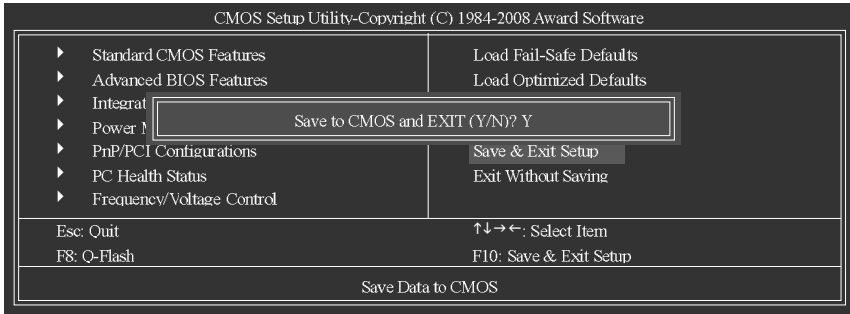 CMOS Setup Utility-Copyright (C) 1984-2008 Award Software
Standard CMOS Features
Advanced BIOS Features
Power
PnP/PCI Configurations
PC Health Status
Frequency/Voltage Control
Load Fail-Safe Defaults
Load Optimized Defaults
Save to CMOS and EXIT (Y/N)? Y
Save & Exit Setup
Exit Without Saving
Esc: Quit
↑↓→←: Select Item
F8: Q-Flash
F10: Save & Exit Setup
Save Data to CMOS